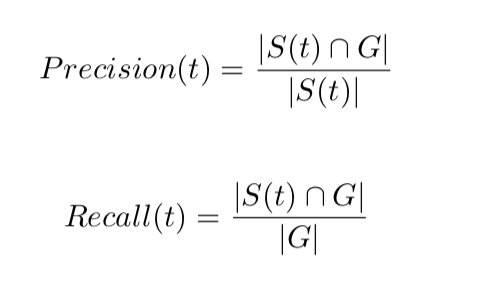 Precision(t) = |S(t) ∩ G| / |S(t)|
Recall(t) = |S(t) ∩ G| / |G|